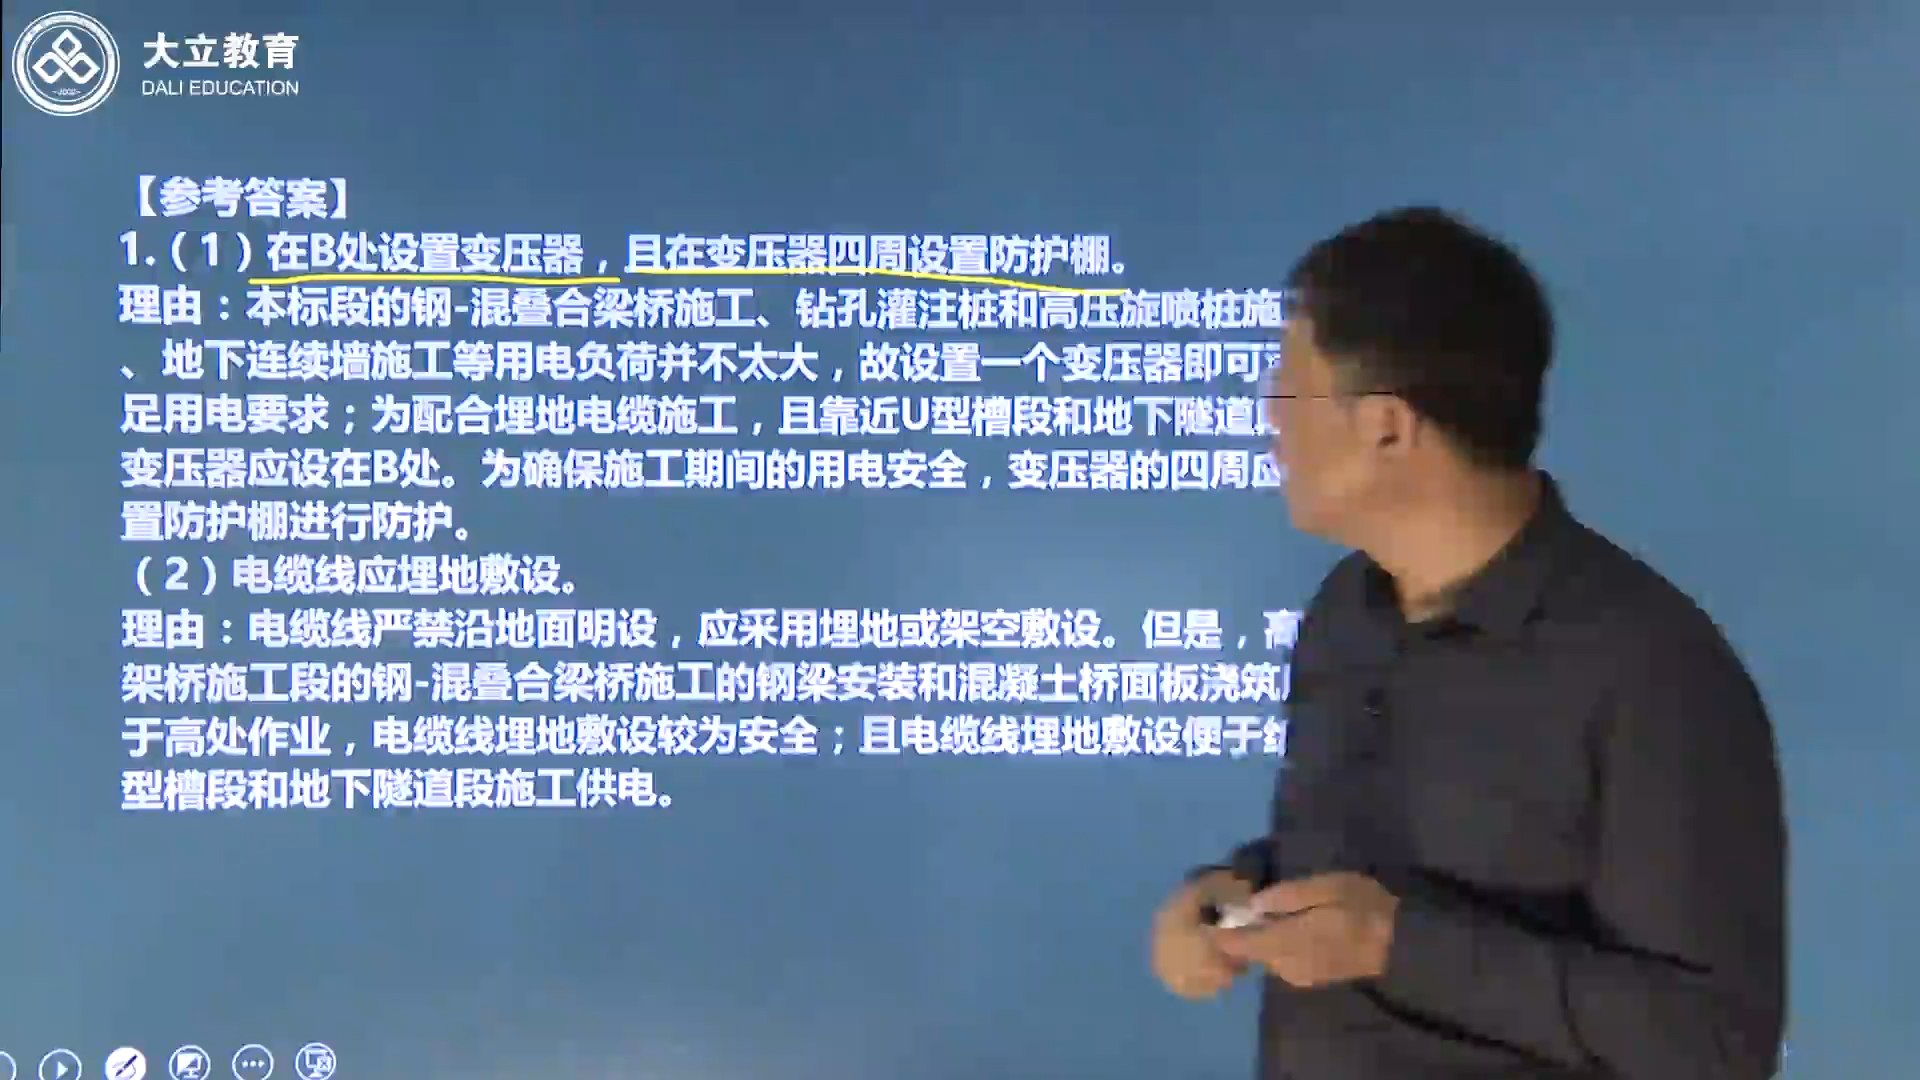 大立教育
DALI EDUCATION
【参考答案】
1.（1）在B处设置变压器，且在变压器四周设置防护棚。
理由：本标段的钢-混叠合梁桥施工、钻孔灌注桩和高压旋喷桩施
、地下连续墙施工等用电负荷并不太大，故设置一个变压器即可
足用电要求；为配合埋地电缆施工，且靠近U型槽段和地下隧道
变压器应设在B处。为确保施工期间的用电安全，变压器的四周应
置防护棚进行防护。
（2）电缆线应埋地敷设。
理由：电缆线严禁沿地面明设，应采用埋地或架空敷设。但是，高
架桥施工段的钢-混叠合梁桥施工的钢梁安装和混凝土桥面板浇筑
于高处作业，电缆线埋地敷设较为安全；且电缆线埋地敷设便于
型槽段和地下隧道段施工供电。